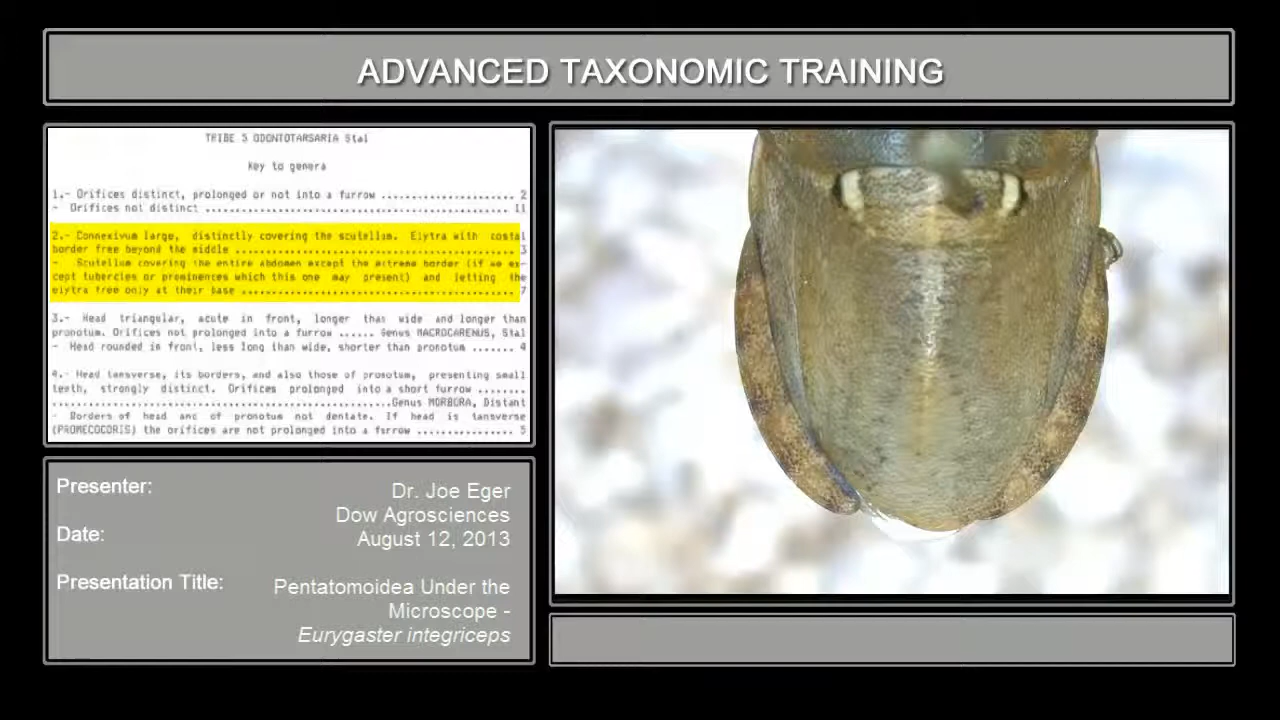 ADVANCED TAXONOMIC TRAINING
TRIBE 3 ODONTOTARSARIA Stal
Key to genera
1.- Orifices distinct, prolonged or not into a furrow .................... 2
- Orifices not distinct ............................................... 11
2.- Connexivum large, distinctly covering the scutellum. Elytra with costal
border free beyond the middle ........................................... 3
- Scutellum covering the entire abdomen except the extreme border (if we ex-
cept tubercles or prominences which this one may present) and letting the
elytra free only at their base .......................................... 7
3.- Head triangular, acute in front, longer than wide and longer than
pronotum. Orifices not prolonged into a furrow ...... Genus MACROCARENUS, Stal
- Head rounded in front, less long than wide, shorter than pronotum ....... 4
4.- Head tansverse, its borders, and also those of pronotum, presenting small
teeth, strongly distinct. Orifices prolonged into a short furrow ........
..................................................Genus MORBORA, Distant
- Borders of head and of pronotum not dentate. If head is tansverse
(PROMECOCORIS) the orifices are not prolonged into a furrow .............. 5
Presenter:
Dr. Joe Eger
Dow Agrosciences
Date:
August 12, 2013
Presentation Title:
Pentatomoidea Under the
Microscope -
Eurygaster integriceps